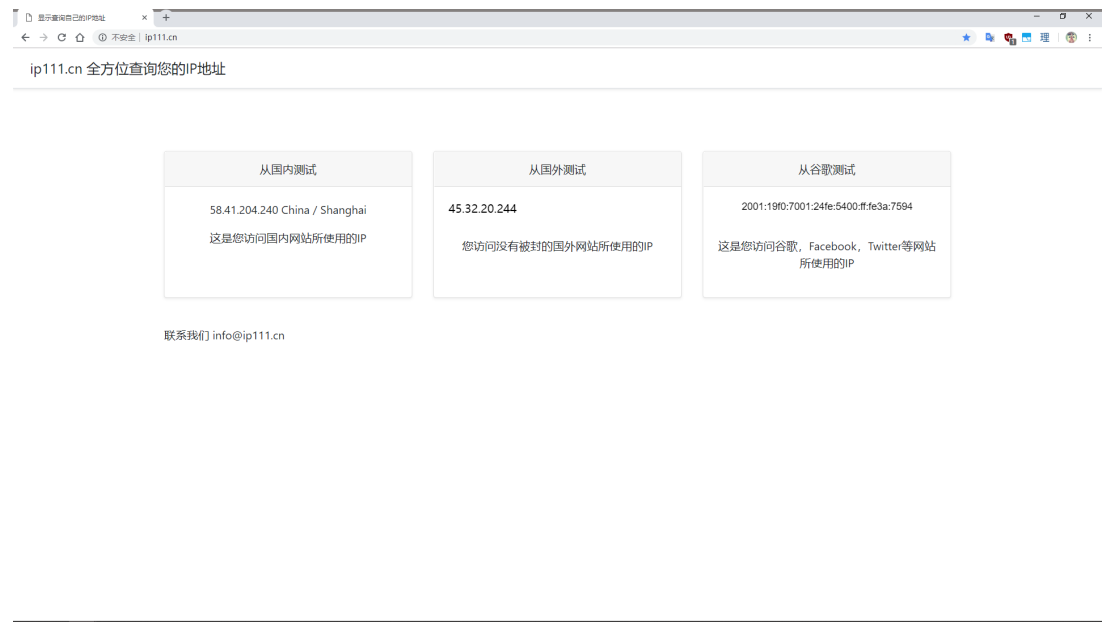 显示查询自己的IP地址
不安全 | ip111.cn
理
ip111.cn 全方位查询您的IP地址
从国内测试
58.41.204.240 China / Shanghai
这是您访问国内网站所使用的IP
从国外测试
45.32.20.244
您访问没有被封的国外网站所使用的IP
从谷歌测试
2001:19f0:7001:24fe:5400:ff:fe3a:7594
这是您访问谷歌，Facebook，Twitter等网站
所使用的IP
联系我们 info@ip111.cn